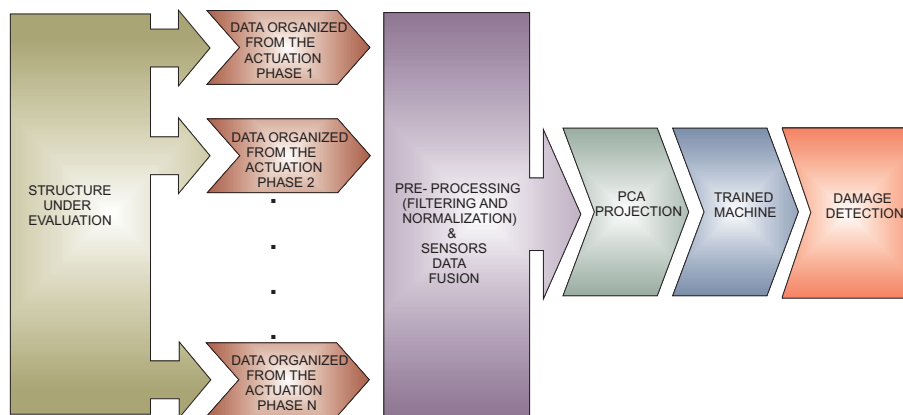 STRUCTURE
UNDER
EVALUATION
DATA ORGANIZED
FROM THE
ACTUATION
PHASE 1
DATA ORGANIZED
FROM THE
ACTUATION
PHASE 2
DATA ORGANIZED
FROM THE
ACTUATION
PHASE N
PRE- PROCESSING
(FILTERING AND
NORMALIZATION)
&
SENSORS
DATA
FUSION
PCA
PROJECTION
TRAINED
MACHINE
DAMAGE
DETECTION